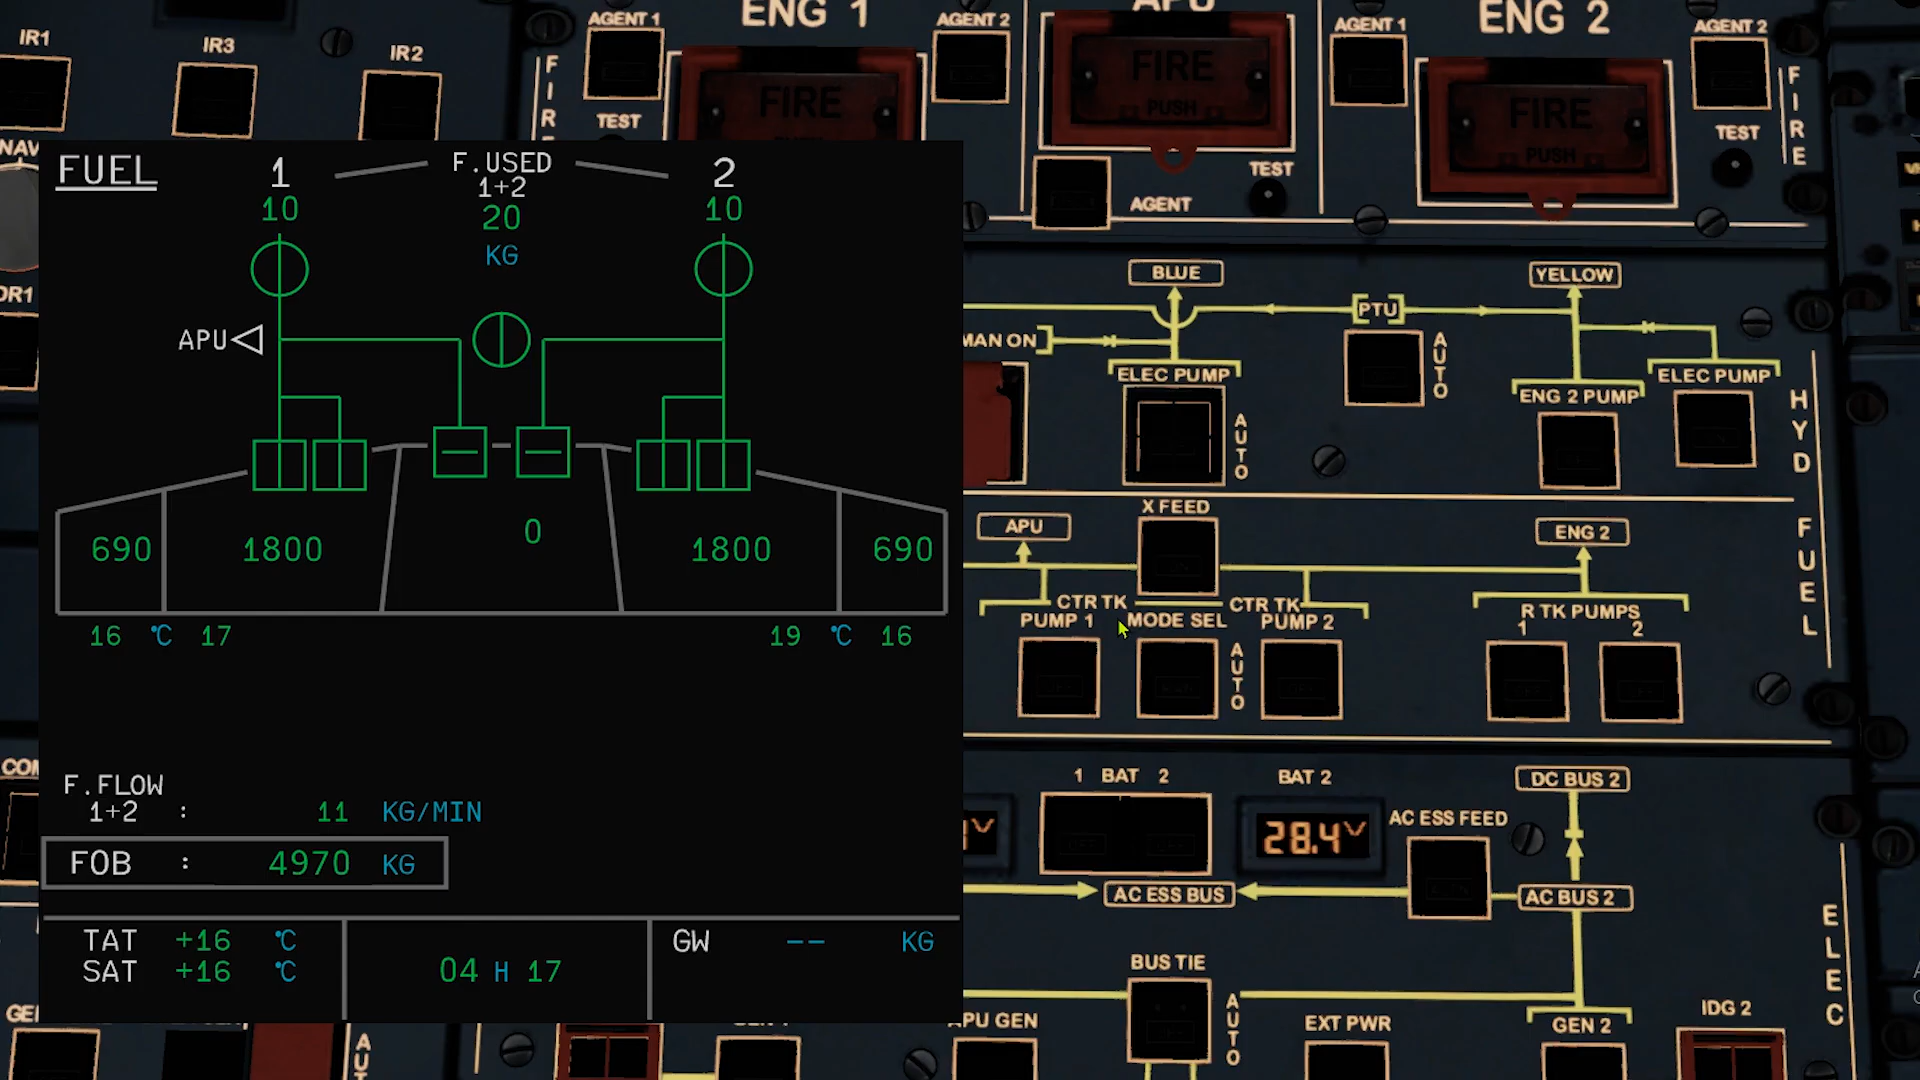 IR1
IR3
IR2
NAV
AGENT 1
ENG 1
AGENT 2
APU
AGENT 1
ENG 2
AGENT 2
FIRE
FIRE
FIRE
PUSH
FIRE
PUSH
FIRE
TEST
TEST
TEST
AGENT
FUEL
1
F.USED
1+2
2
10
20
10
KG
APU
690
1800
0
1800
690
16 °C 17
19 °C 16
F.FLOW
1+2 : 11 KG/MIN
FOB : 4970 KG
TAT +16 °C
SAT +16 °C
04 H 17
GW -- KG
BLUE
PTU
YELLOW
MAN ON
ELEC PUMP
AUTO
AUTO
ENG 2 PUMP
ELEC PUMP
HYD
APU
X FEED
ENG 2
FUEL
CTR TK
PUMP 1
MODE SEL
CTR TK
PUMP 2
AUTO
R TK PUMPS
1
2
1 BAT 2
BAT 2
28.4V
DC BUS 2
AC ESS FEED
AC ESS BUS
AC BUS 2
BUS TIE
AUTO
ELEC
APU GEN
EXT PWR
GEN 2
IDG 2